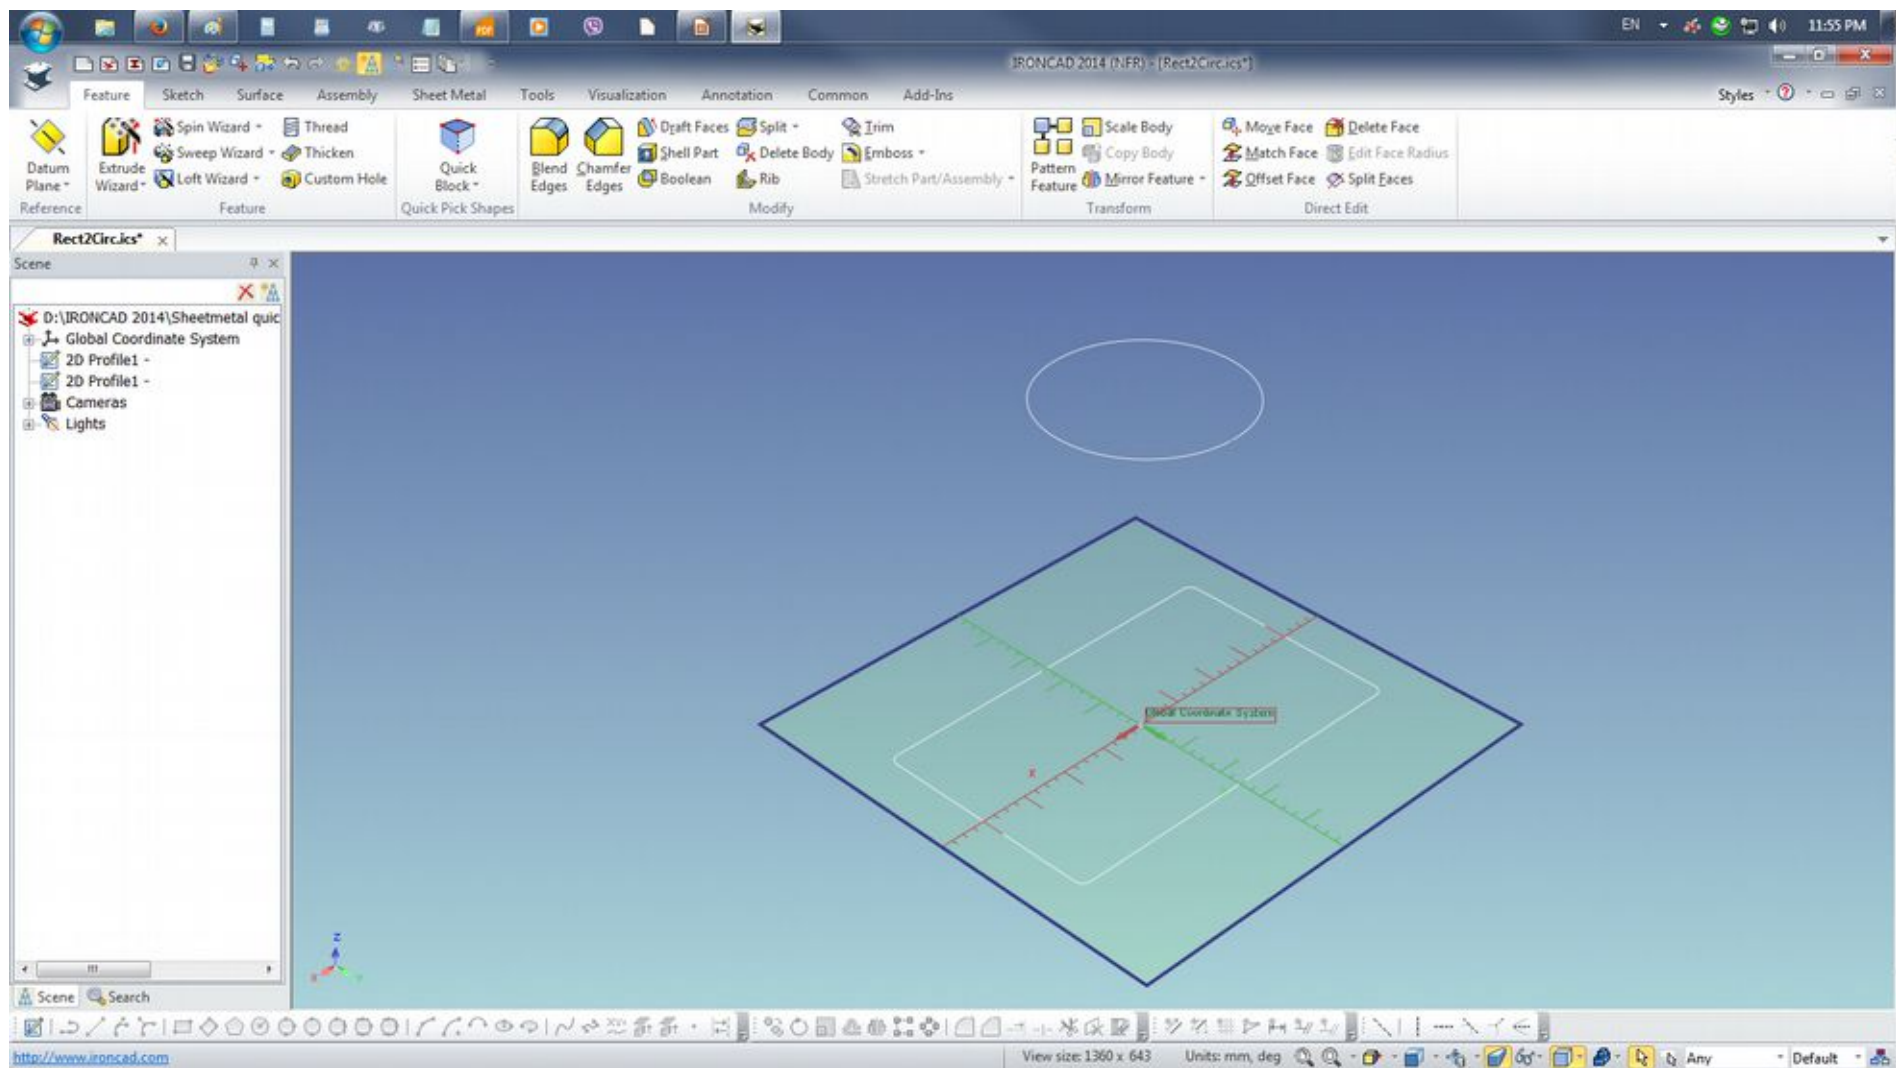 EN 11:55 PM
IRONCAD 2014 (NFR) - [Rect2Circ.ics*]
Feature Sketch Surface Assembly Sheet Metal Tools Visualization Annotation Common Add-Ins Styles
Datum Plane
Extrude Wizard
Spin Wizard
Sweep Wizard
Loft Wizard
Thread
Thicken
Custom Hole
Quick Block
Blend Edges
Chamfer Edges
Draft Faces
Shell Part
Boolean
Split
Delete Body
Rib
Trim
Emboss
Stretch Part/Assembly
Pattern Feature
Scale Body
Copy Body
Mirror Feature
Move Face
Match Face
Offset Face
Delete Face
Edit Face Radius
Split Faces
Reference Feature Quick Pick Shapes Modify Transform Direct Edit
Rect2Circ.ics*
Scene
D:\IRONCAD 2014\Sheetmetal quic
Global Coordinate System
2D Profile1 -
2D Profile1 -
Cameras
Lights
Global Coordinate System
X
Z
Scene Search
http://www.ironcad.com
View size: 1360 x 643 Units: mm, deg Any Default